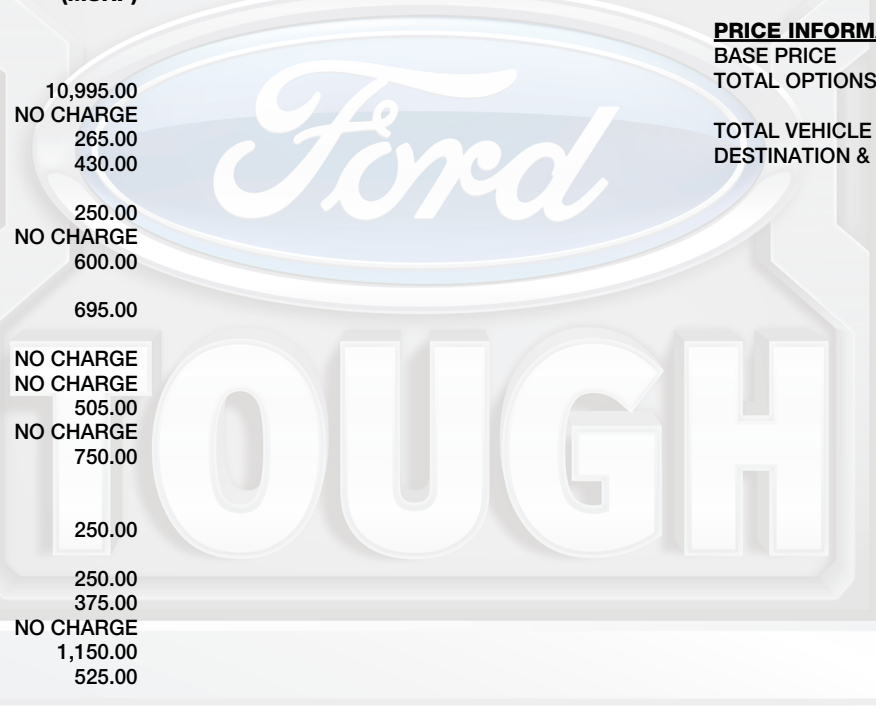 10,995.00
NO CHARGE
265.00
430.00
250.00
NO CHARGE
600.00
695.00
NO CHARGE
NO CHARGE
505.00
NO CHARGE
750.00
250.00
250.00
375.00
NO CHARGE
1,150.00
525.00
PRICE INFORM
BASE PRICE
TOTAL OPTIONS
TOTAL VEHICLE
DESTINATION &
Ford
TOUGH